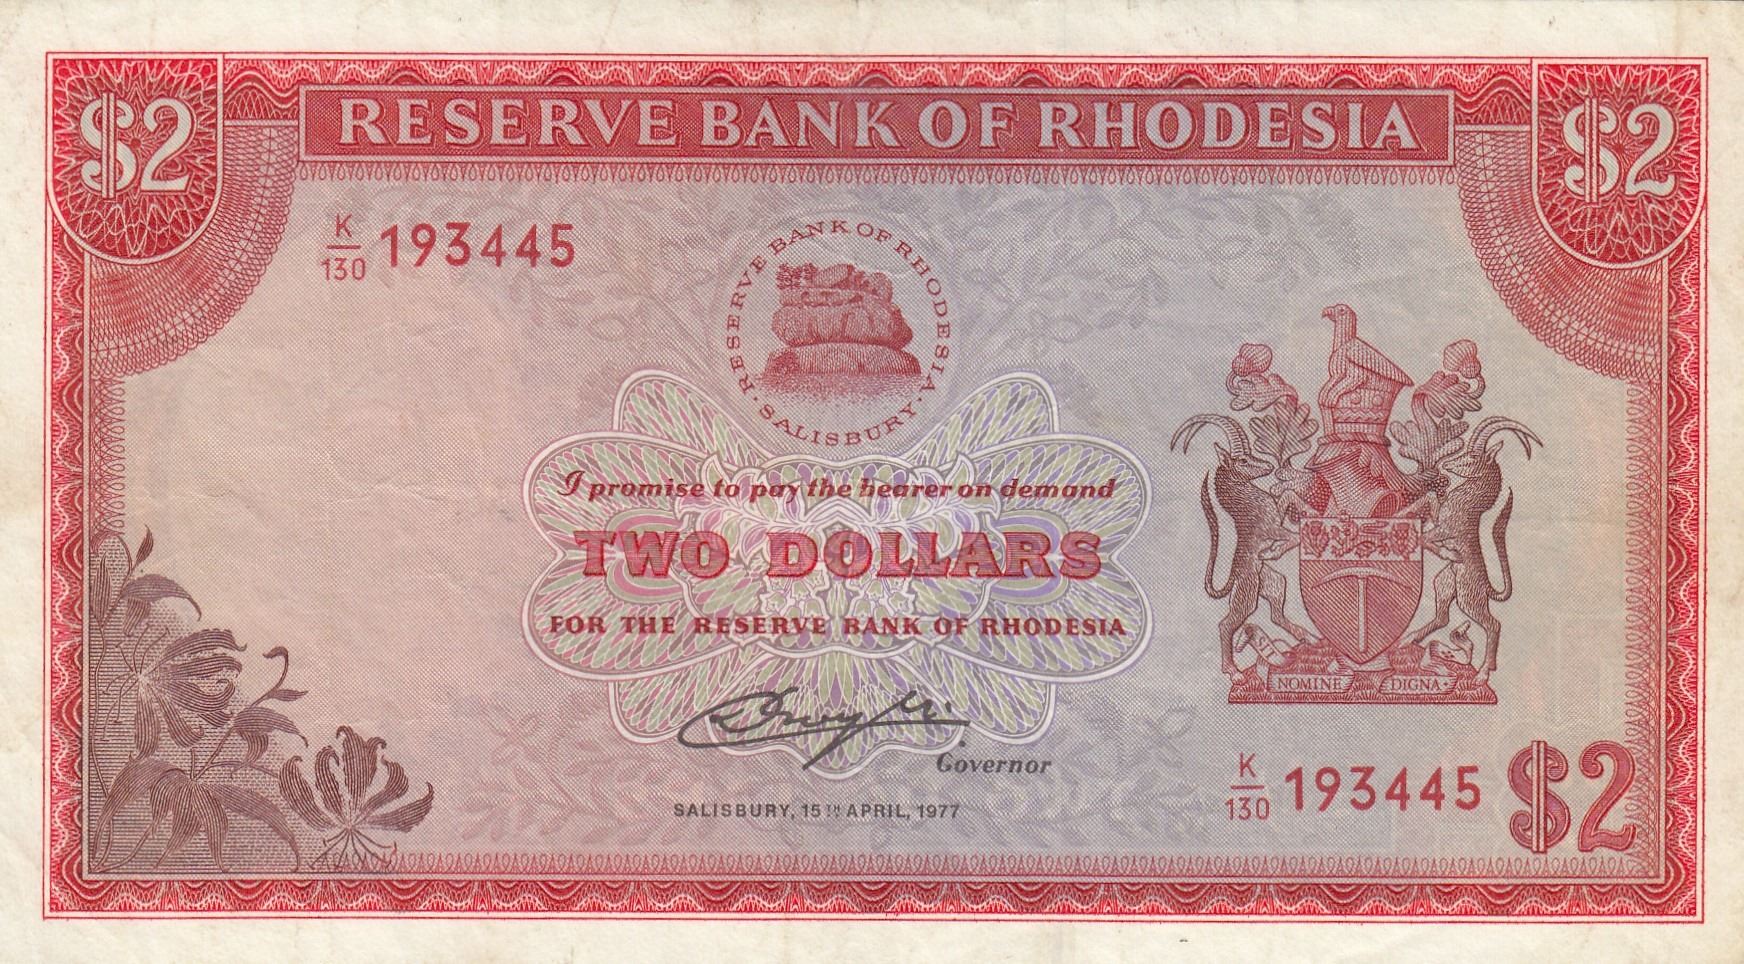 $2
RESERVE BANK OF RHODESIA
$2
K/130 193445
RESERVE BANK OF RHODESIA · SALISBURY ·
I promise to pay the bearer on demand
TWO DOLLARS
FOR THE RESERVE BANK OF RHODESIA
SIT
NOMINE DIGNA
Governor
SALISBURY, 15TH APRIL, 1977
K/130 193445
$2